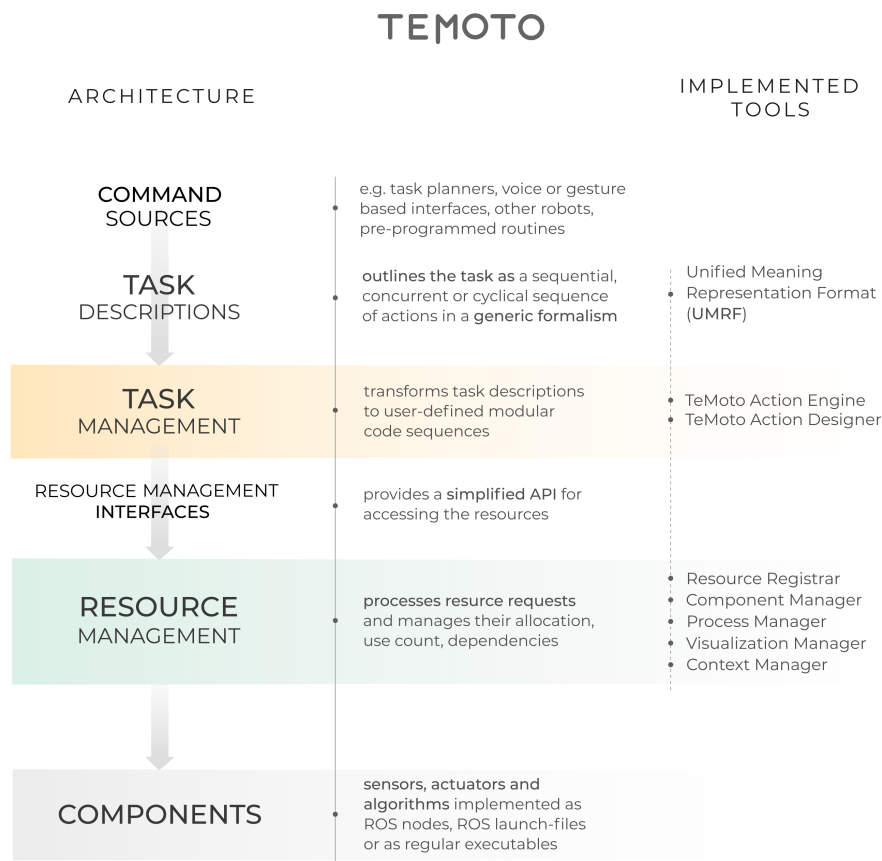 TEMOTO
ARCHITECTURE
IMPLEMENTED
TOOLS
COMMAND
SOURCES
e.g. task planners, voice or gesture
based interfaces, other robots,
pre-programmed routines
TASK
DESCRIPTIONS
outlines the task as a sequential,
concurrent or cyclical sequence
of actions in a generic formalism
Unified Meaning
Representation Format
(UMRF)
TASK
MANAGEMENT
transforms task descriptions
to user-defined modular
code sequences
TeMoto Action Engine
TeMoto Action Designer
RESOURCE MANAGEMENT
INTERFACES
provides a simplified API for
accessing the resources
RESOURCE
MANAGEMENT
processes resurce requests
and manages their allocation,
use count, dependencies
Resource Registrar
Component Manager
Process Manager
Visualization Manager
Context Manager
COMPONENTS
sensors, actuators and
algorithms implemented as
ROS nodes, ROS launch-files
or as regular executables